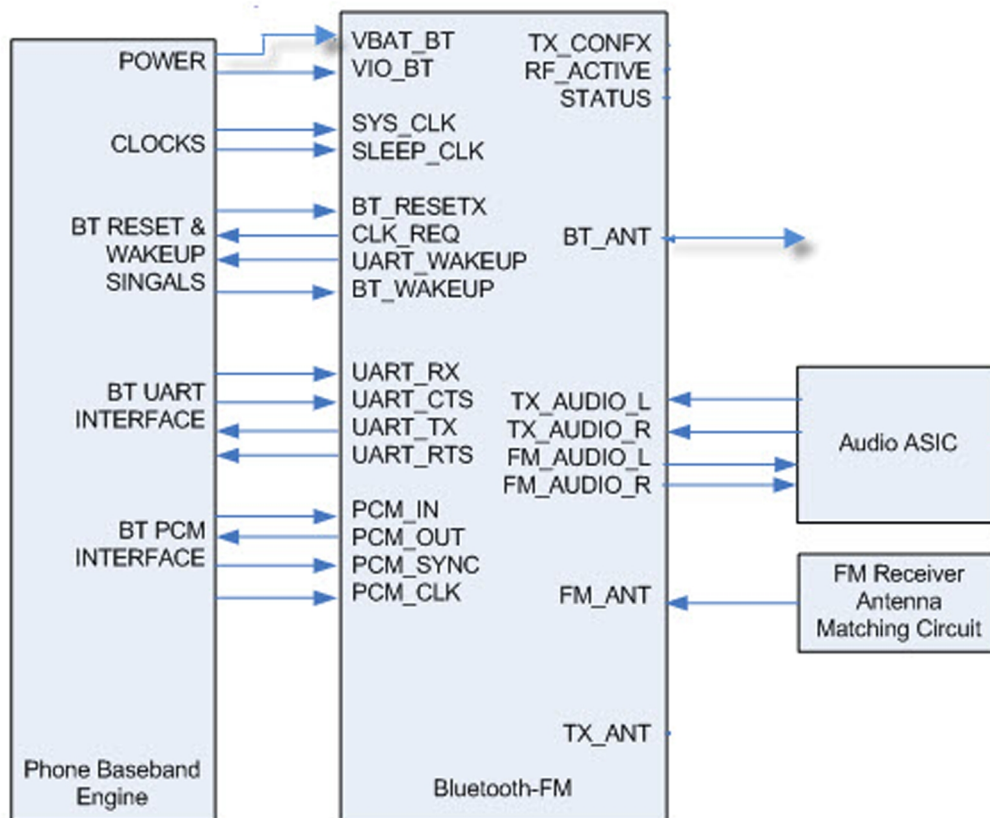 POWER
CLOCKS
BT RESET &
WAKEUP
SINGALS
BT UART
INTERFACE
BT PCM
INTERFACE
Phone Baseband
Engine
VBAT_BT
VIO_BT
SYS_CLK
SLEEP_CLK
BT_RESETX
CLK_REQ
UART_WAKEUP
BT_WAKEUP
UART_RX
UART_CTS
UART_TX
UART_RTS
PCM_IN
PCM_OUT
PCM_SYNC
PCM_CLK
TX_CONFX
RF_ACTIVE
STATUS
BT_ANT
TX_AUDIO_L
TX_AUDIO_R
FM_AUDIO_L
FM_AUDIO_R
FM_ANT
TX_ANT
Bluetooth-FM
Audio ASIC
FM Receiver
Antenna
Matching Circuit